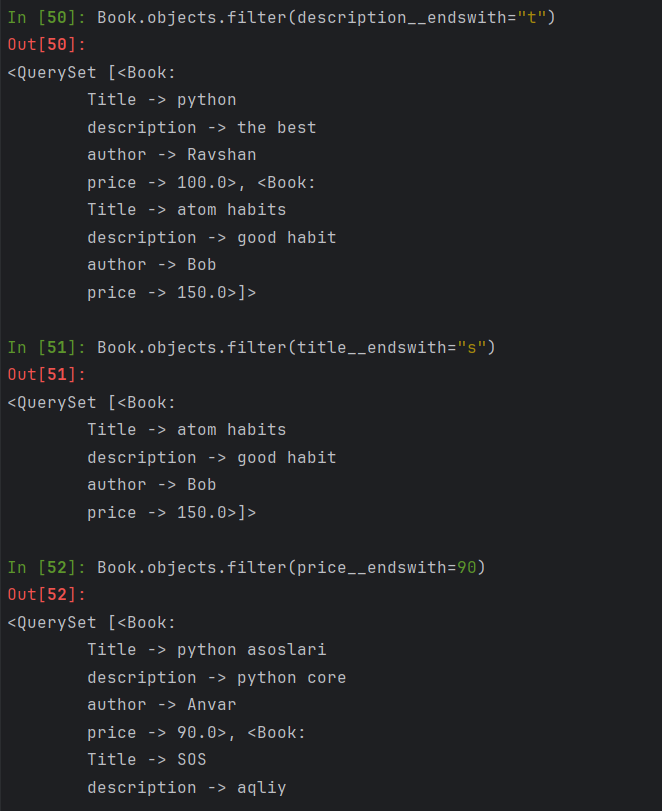 In [50]: Book.objects.filter(description__endswith="t")
Out[50]:
<QuerySet [<Book:
        Title -> python
        description -> the best
        author -> Ravshan
        price -> 100.0>, <Book:
        Title -> atom habits
        description -> good habit
        author -> Bob
        price -> 150.0>]>

In [51]: Book.objects.filter(title__endswith="s")
Out[51]:
<QuerySet [<Book:
        Title -> atom habits
        description -> good habit
        author -> Bob
        price -> 150.0>]>

In [52]: Book.objects.filter(price__endswith=90)
Out[52]:
<QuerySet [<Book:
        Title -> python asoslari
        description -> python core
        author -> Anvar
        price -> 90.0>, <Book:
        Title -> SOS
        description -> aqliy